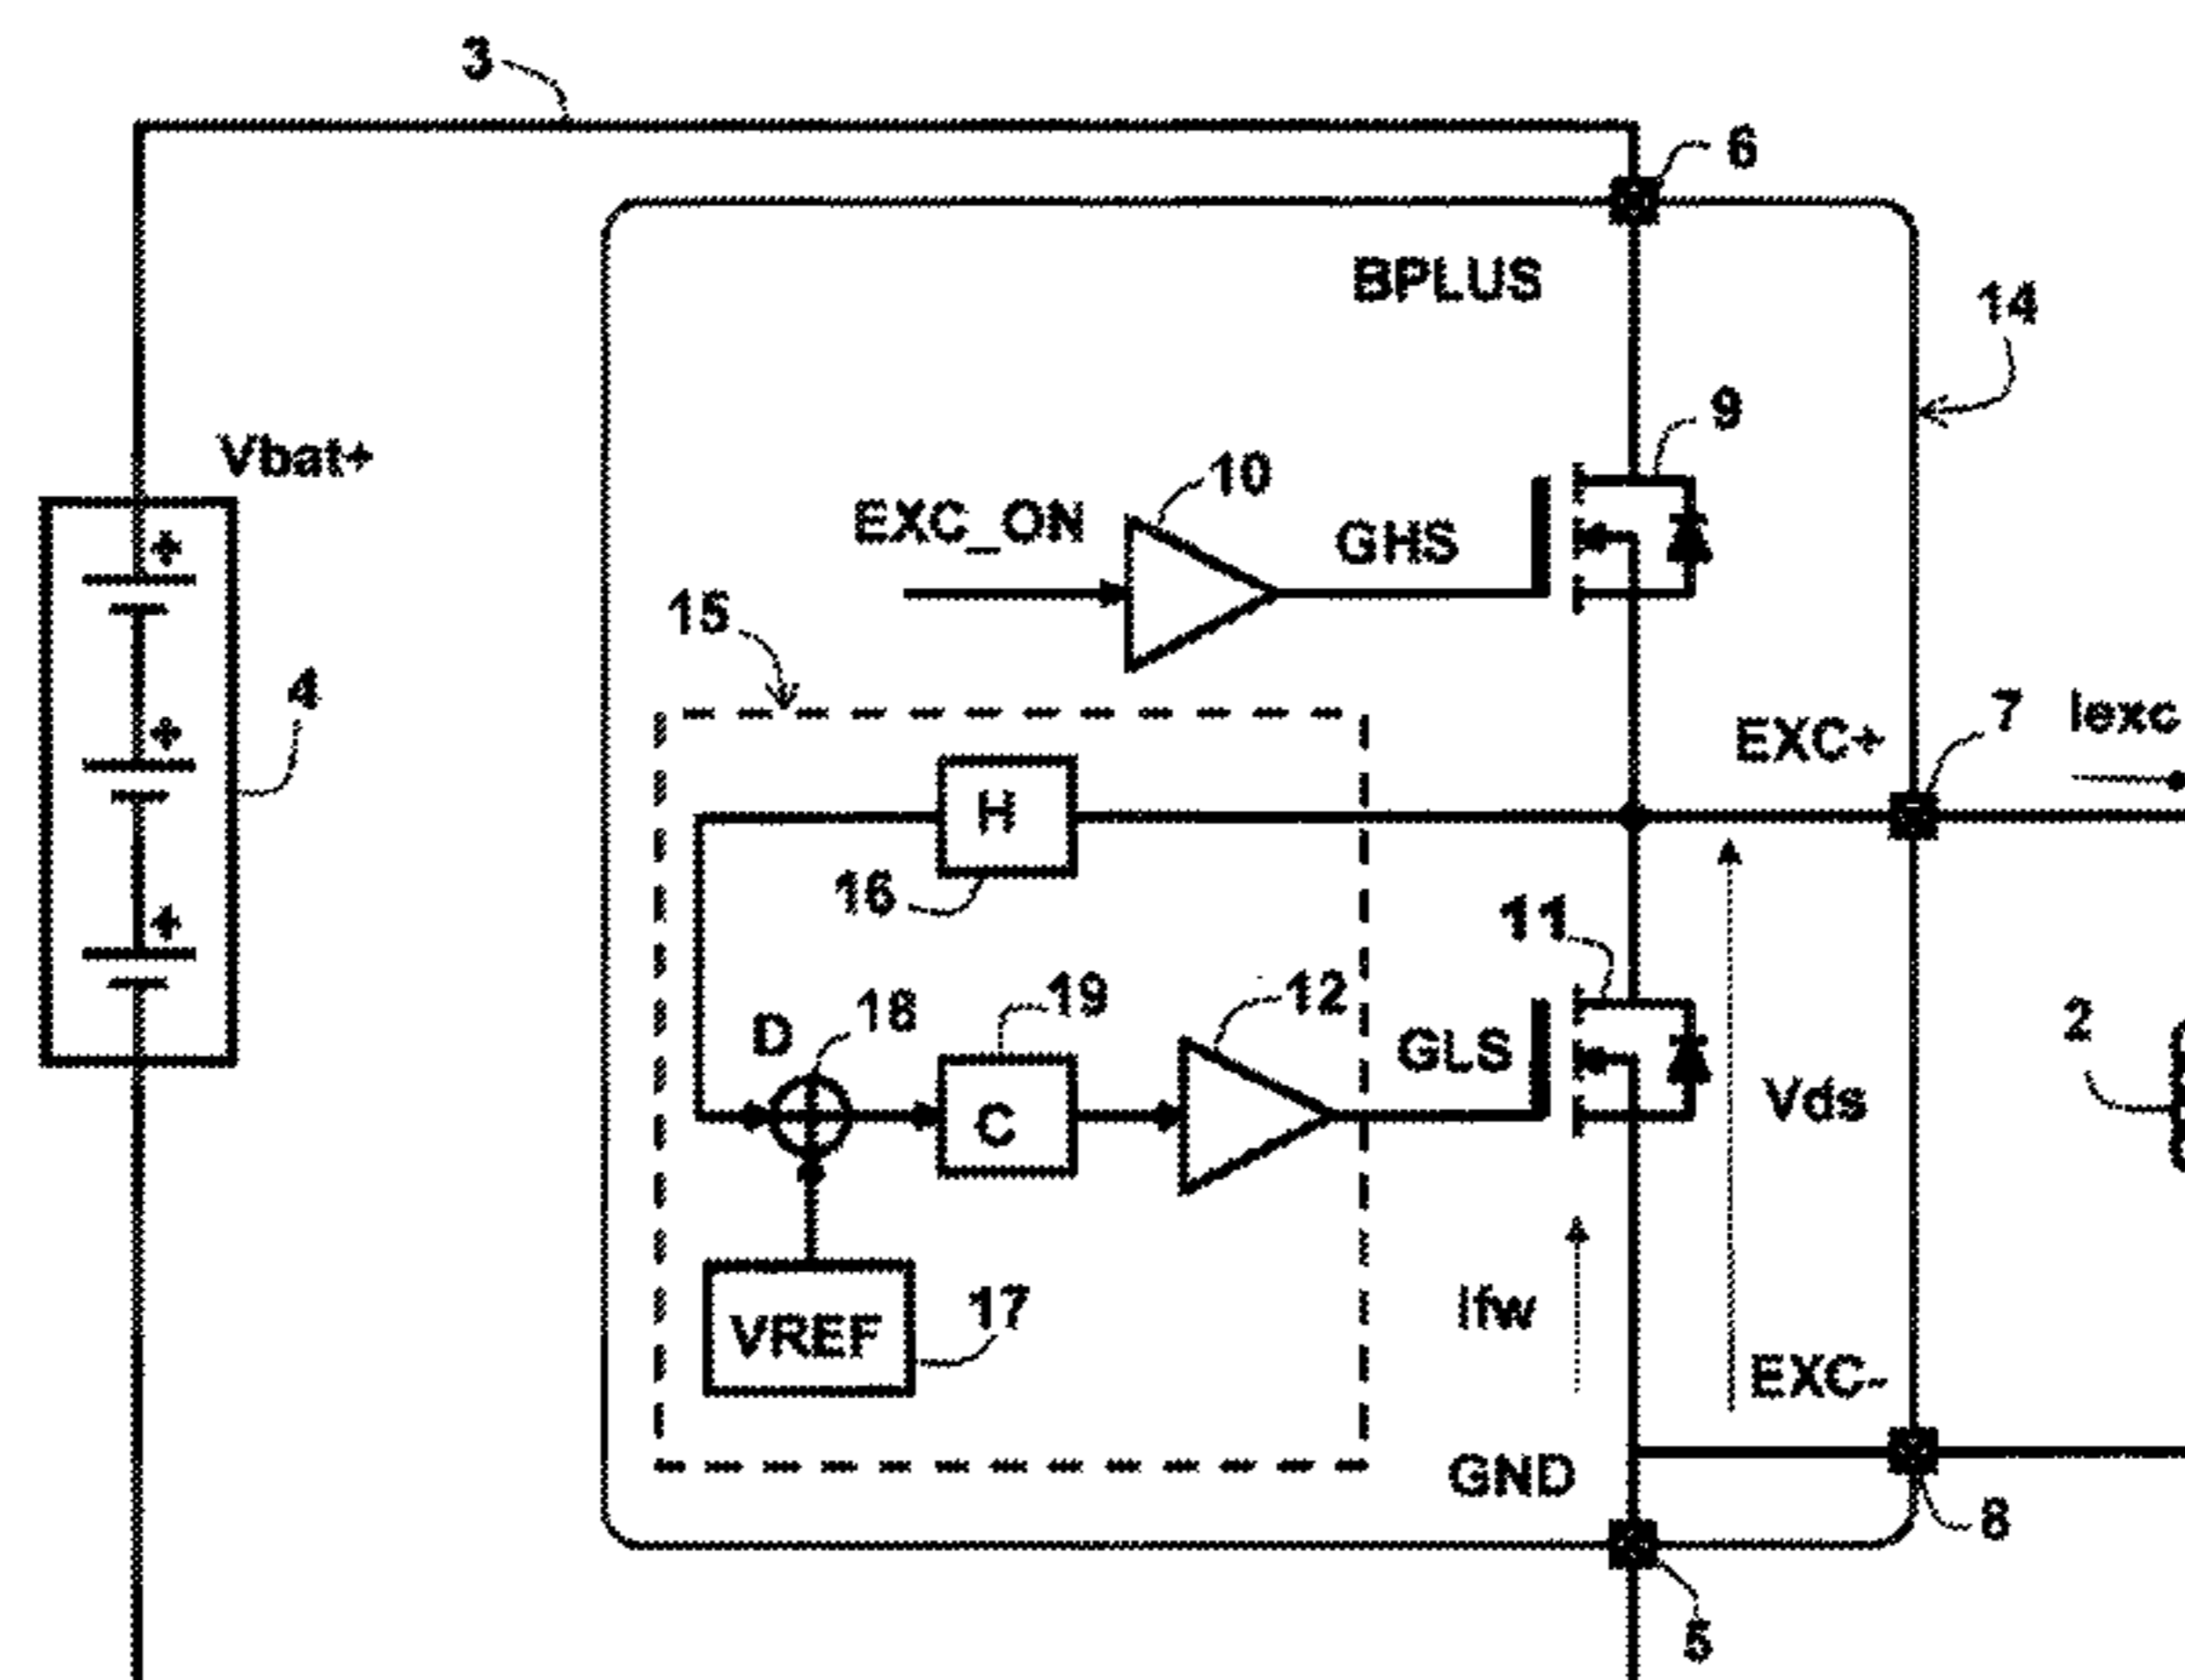 3
6
BPLUS
14
Vbat+
9
10
EXC_ON
GHS
15
4
7
Iexc
EXC+
H
16
11
19
12
18
D
2
GLS
Vds
C
17
Ifw
VREF
EXC-
GND
8
5
+
+
+